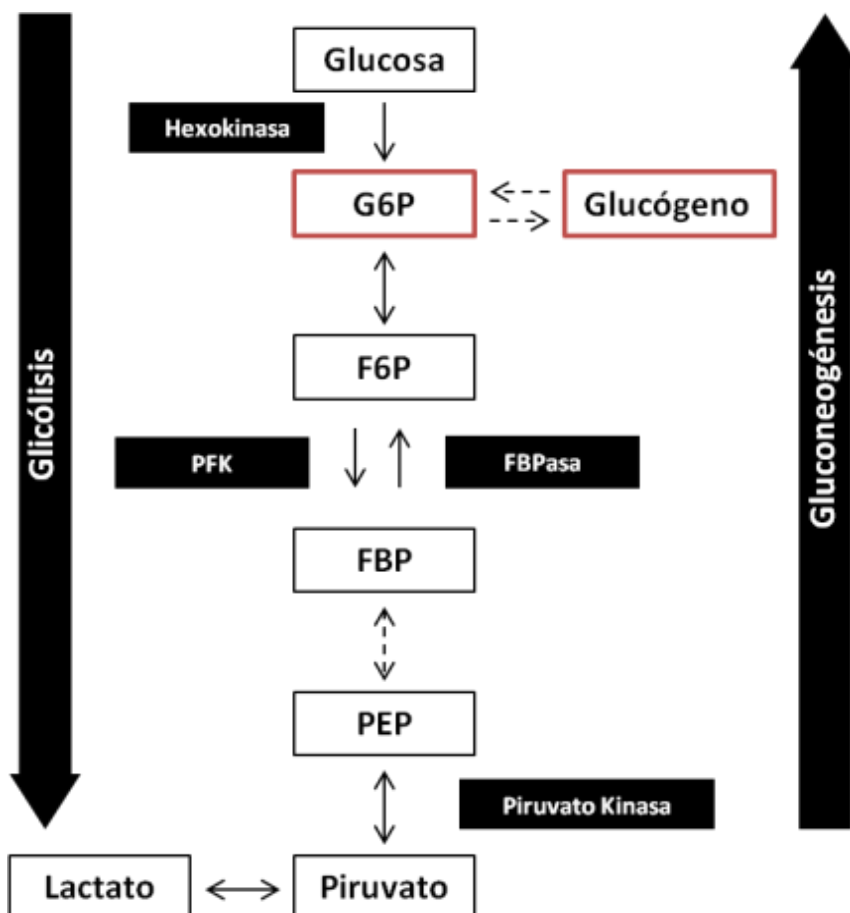 Glucosa
Hexokinasa
G6P
Glucógeno
F6P
Glicólisis
Gluconeogénesis
PFK
FBPasa
FBP
PEP
Piruvato Kinasa
Lactato
Piruvato